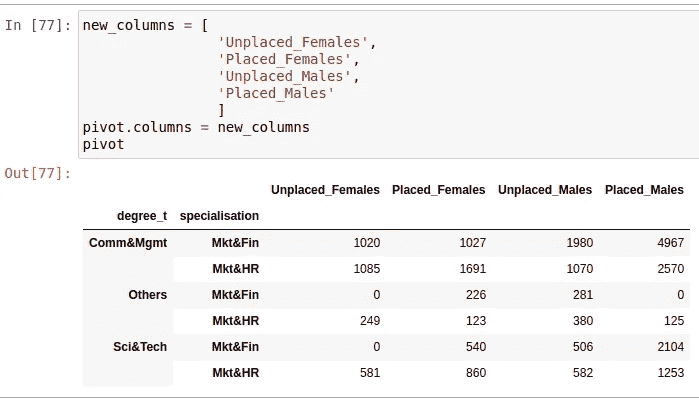 In [77]: new_columns = [
'Unplaced_Females',
'Placed_Females',
'Unplaced_Males',
'Placed_Males'
]
pivot.columns = new_columns
pivot
Out[77]:
Unplaced_Females Placed_Females Unplaced_Males Placed_Males
degree_t specialisation
Comm&Mgmt Mkt&Fin 1020 1027 1980 4967
Mkt&HR 1085 1691 1070 2570
Others Mkt&Fin 0 226 281 0
Mkt&HR 249 123 380 125
Sci&Tech Mkt&Fin 0 540 506 2104
Mkt&HR 581 860 582 1253